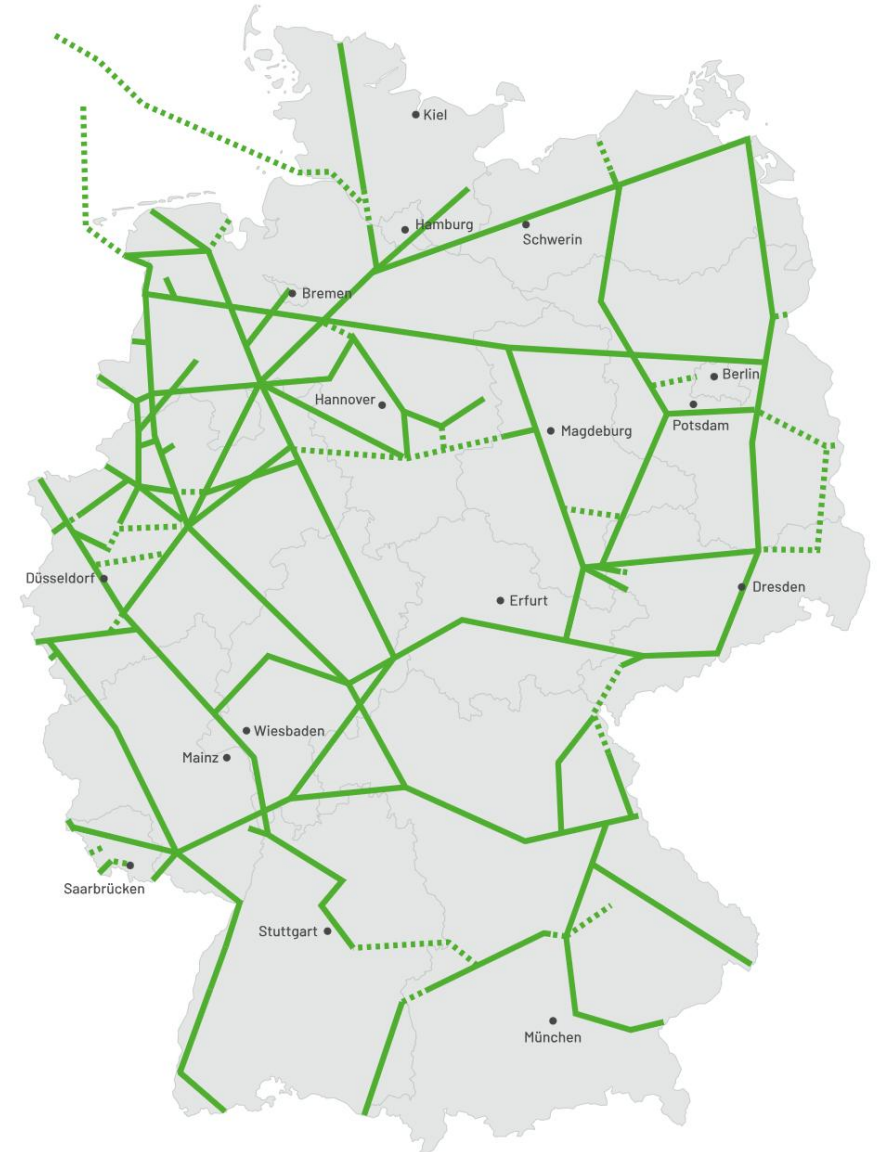 Kiel
Hamburg
Schwerin
Bremen
Berlin
Hannover
Potsdam
Magdeburg
Düsseldorf
Dresden
Erfurt
Wiesbaden
Mainz
Saarbrücken
Stuttgart
München